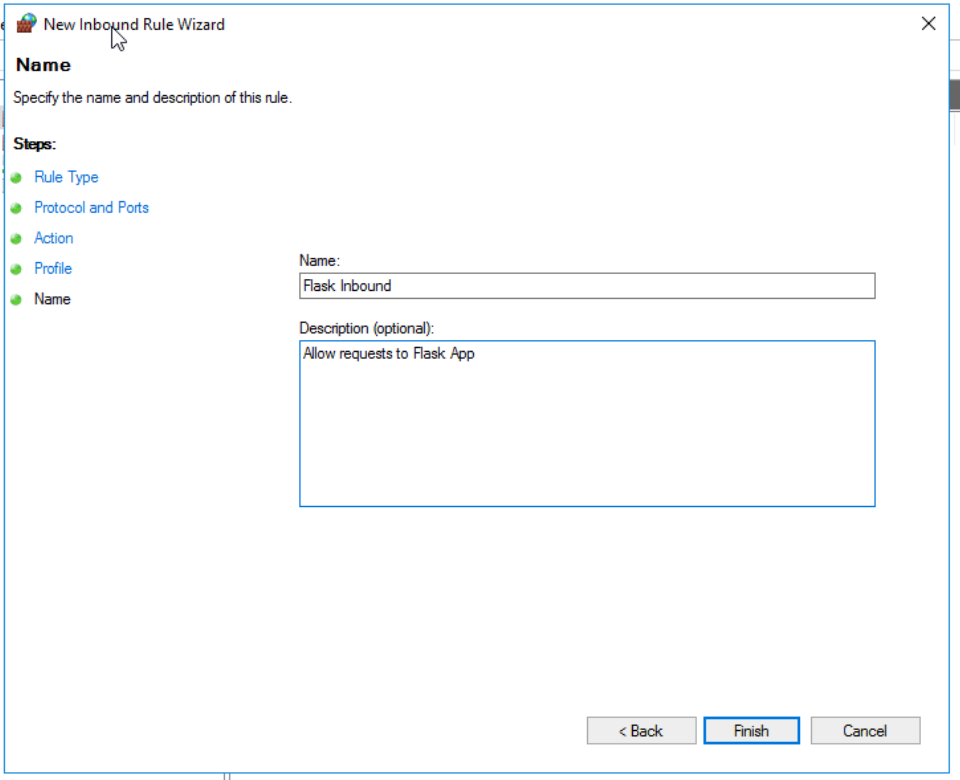 New Inbound Rule Wizard
Name
Specify the name and description of this rule.
Steps:
Rule Type
Protocol and Ports
Action
Profile
Name
Name:
Flask Inbound
Description (optional):
Allow requests to Flask App
< Back
Finish
Cancel